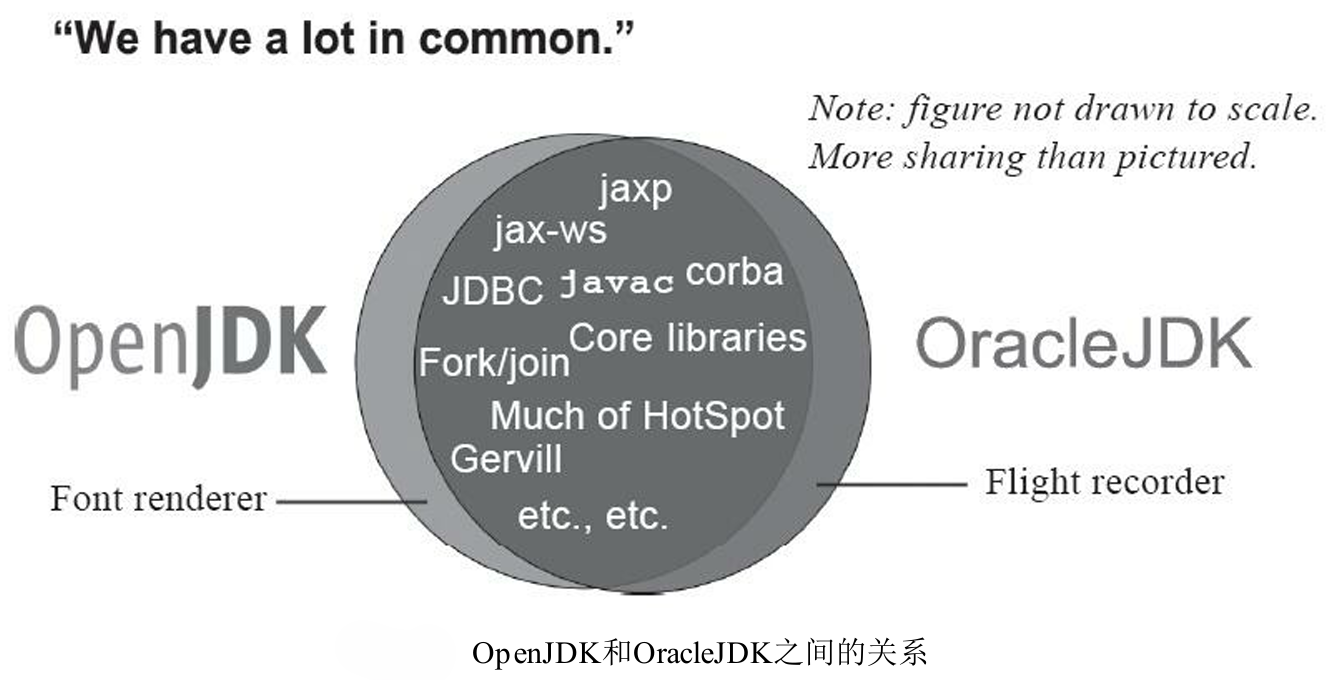 “We have a lot in common.”
Note: figure not drawn to scale.
More sharing than pictured.
jaxp
jax-ws
JDBC javac corba
Core libraries
Fork/join
Much of HotSpot
Gervill
etc., etc.
OpenJDK
OracleJDK
Font renderer
Flight recorder
OpenJDK和OracleJDK之间的关系